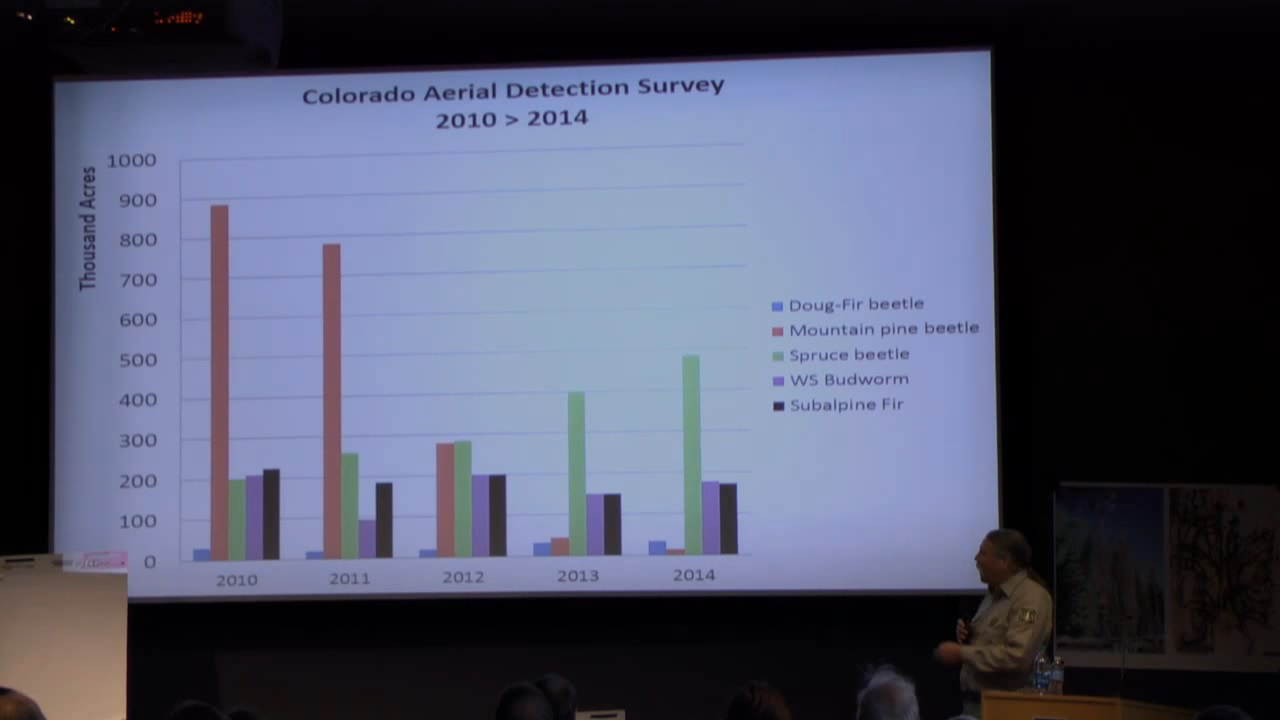 Colorado Aerial Detection Survey
2010 > 2014
Thousand Acres
1000
900
800
700
600
500
400
300
200
100
0
2010 2011 2012 2013 2014
Doug-Fir beetle
Mountain pine beetle
Spruce beetle
WS Budworm
Subalpine Fir